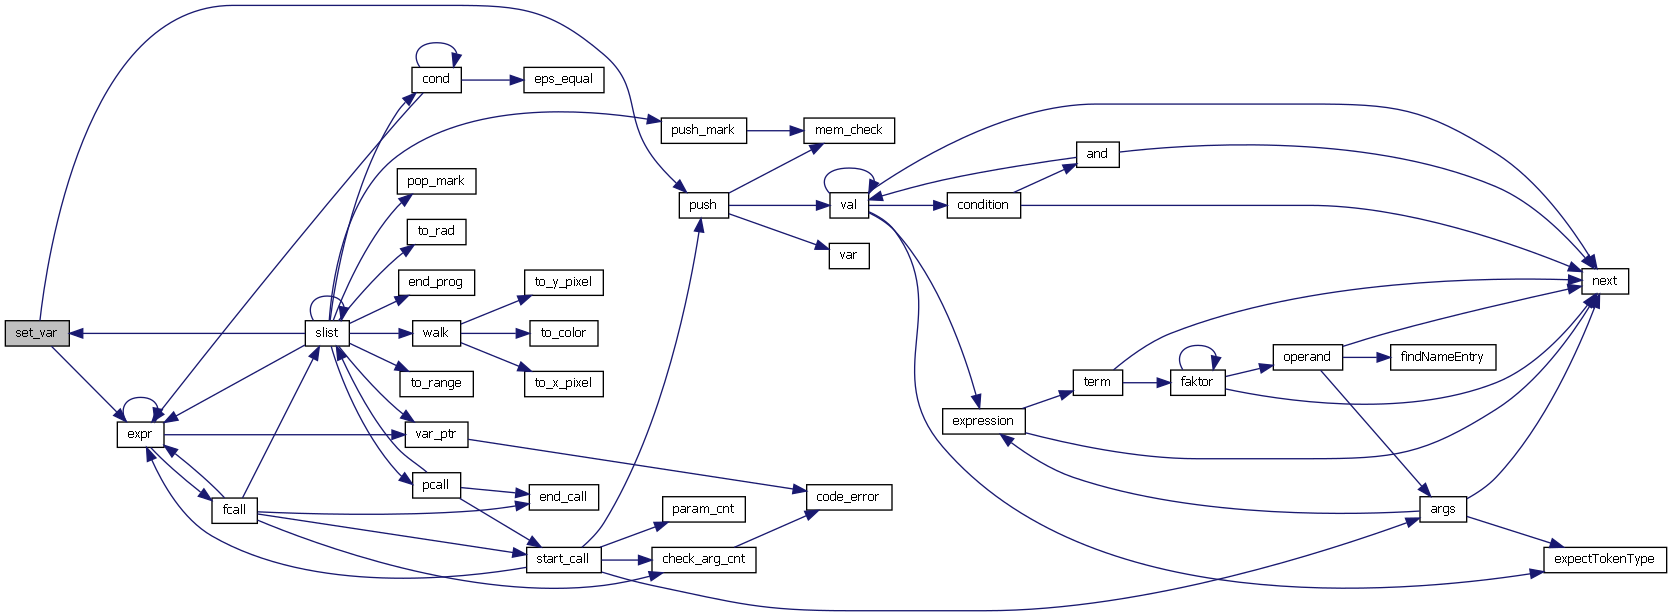 set_var
expr
fcall
slist
cond
pop_mark
to_rad
end_prog
walk
to_range
var_ptr
pcall
eps_equal
to_y_pixel
to_color
to_x_pixel
end_call
start_call
push_mark
push
param_cnt
check_arg_cnt
mem_check
val
var
code_error
condition
expression
and
term
faktor
operand
findNameEntry
args
next
expectTokenType